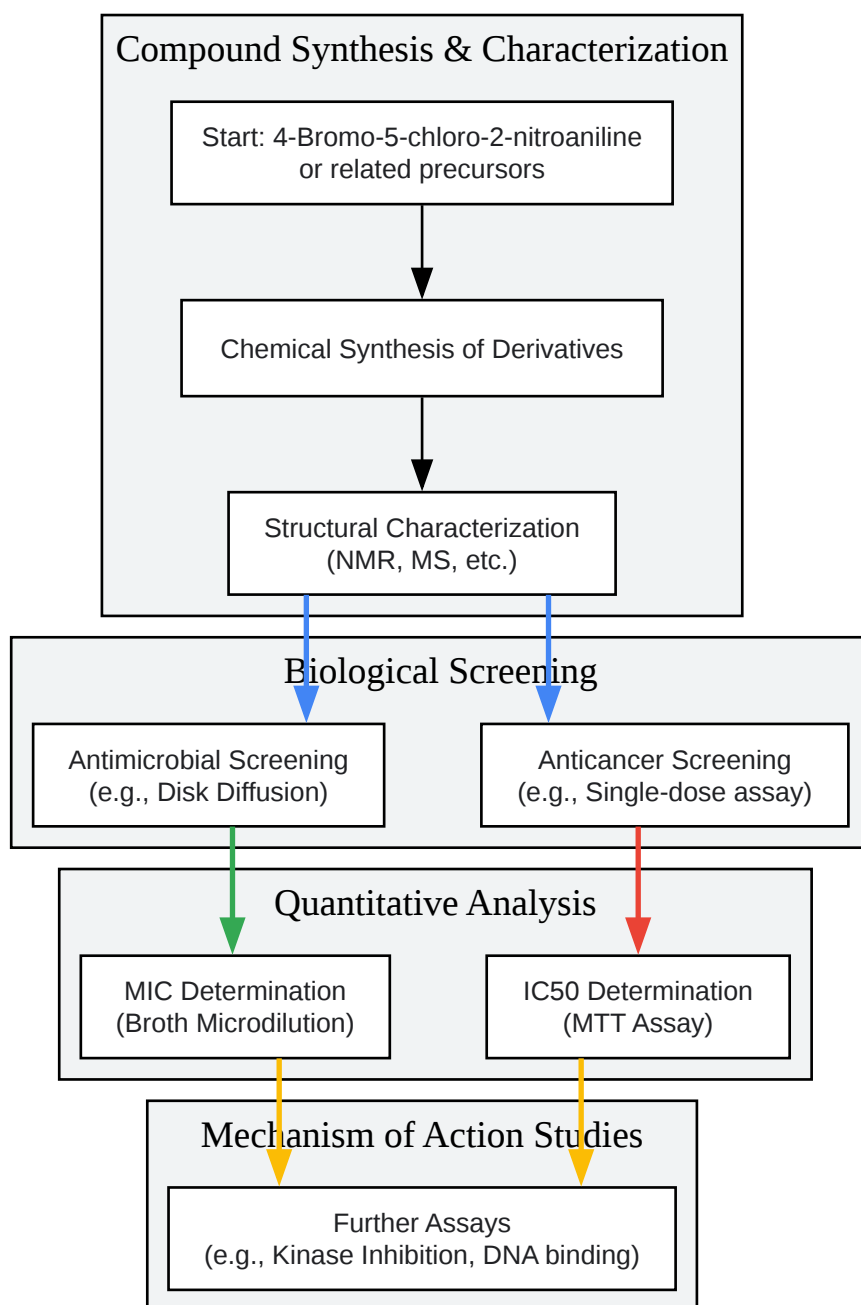 Compound Synthesis & Characterization
Start: 4-Bromo-5-chloro-2-nitroaniline
or related precursors
Chemical Synthesis of Derivatives
Structural Characterization
(NMR, MS, etc.)
Biological Screening
Antimicrobial Screening
(e.g., Disk Diffusion)
Anticancer Screening
(e.g., Single-dose assay)
Quantitative Analysis
MIC Determination
(Broth Microdilution)
IC50 Determination
(MTT Assay)
Mechanism of Action Studies
Further Assays
(e.g., Kinase Inhibition, DNA binding)